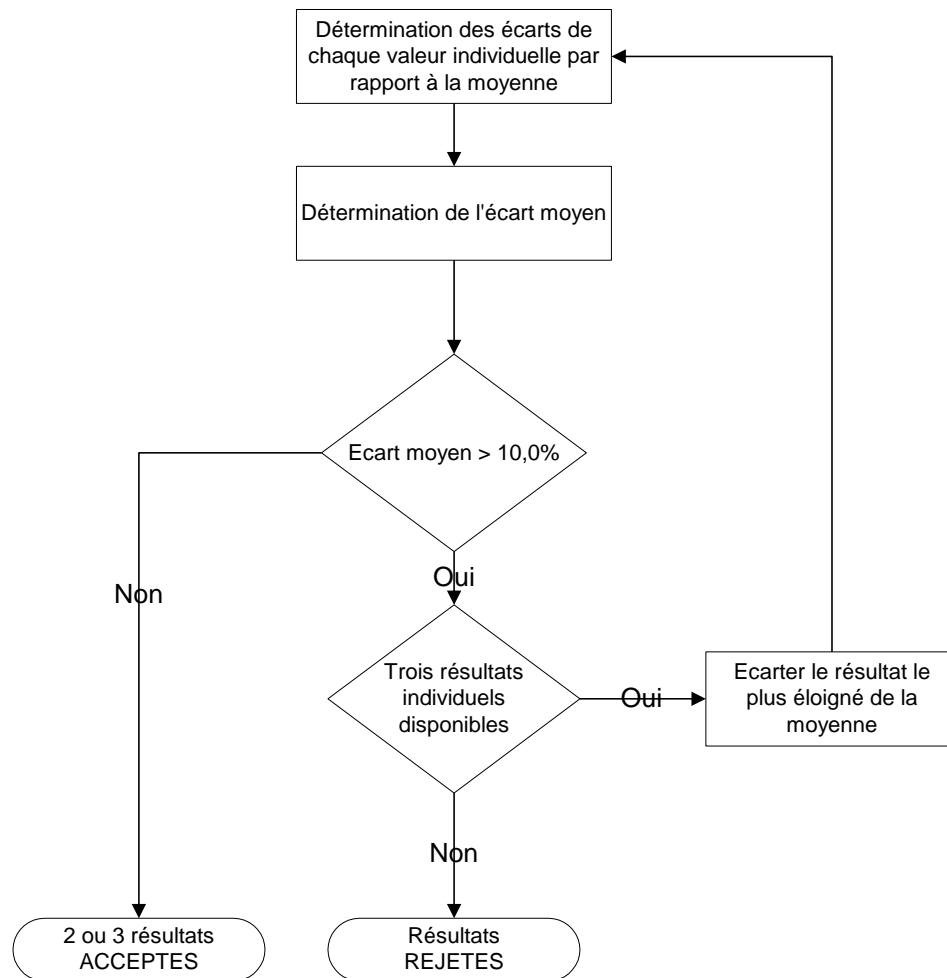 Détermination des écarts de
chaque valeur individuelle par
rapport à la moyenne
Détermination de l'écart moyen
Ecart moyen > 10,0%
Non
Oui
Trois résultats
individuels
disponibles
Oui
Ecarter le résultat le
plus éloigné de la
moyenne
Non
2 ou 3 résultats
ACCEPTES
Résultats
REJETES